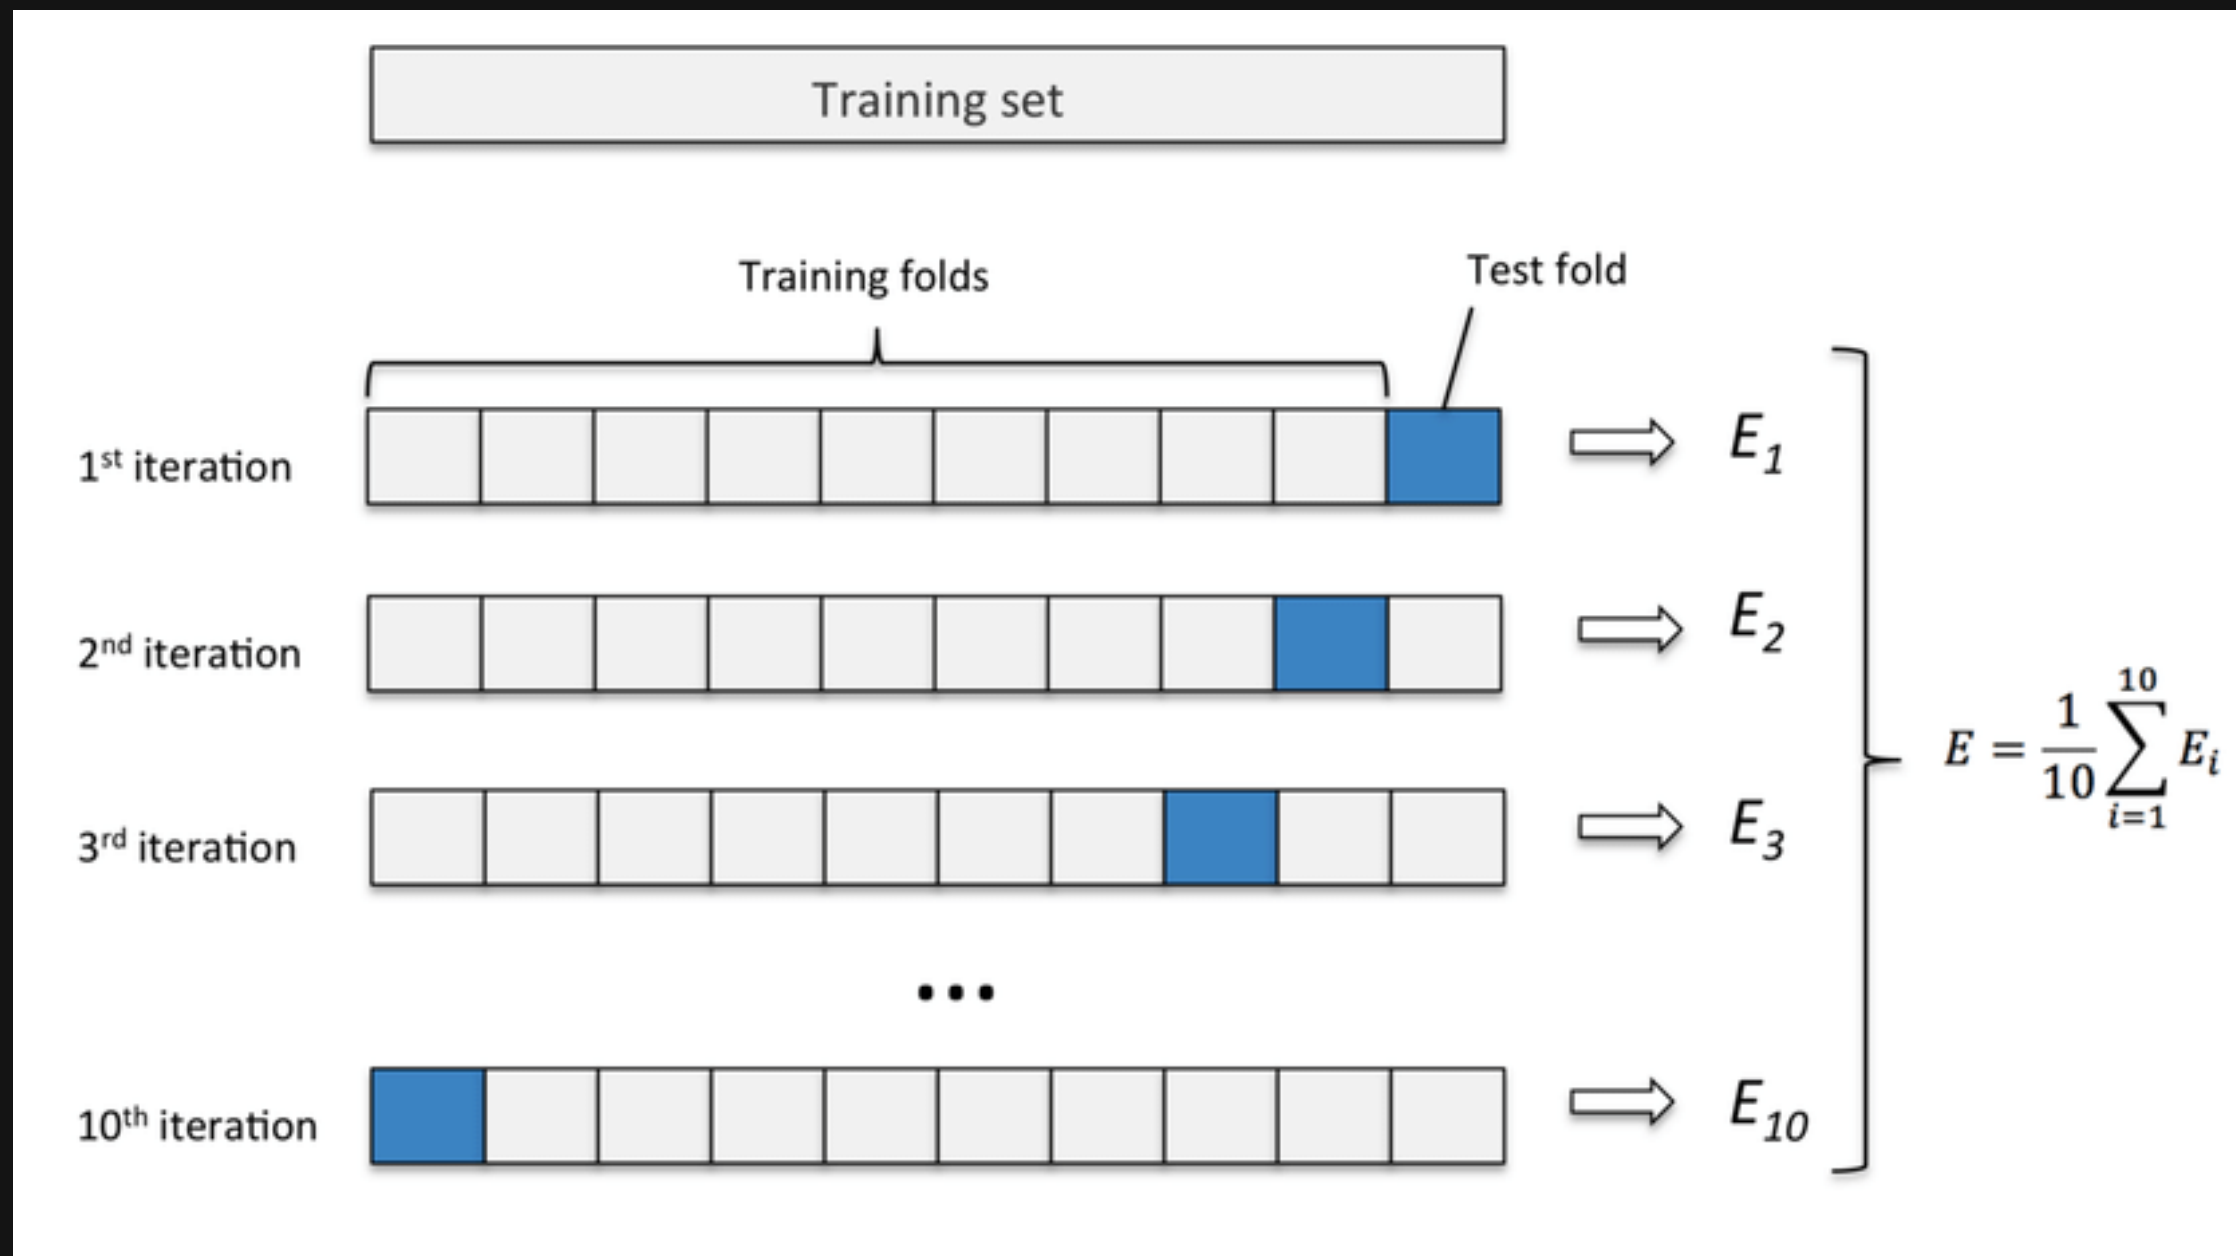 Training set
Training folds
Test fold
1st iteration
E1
2nd iteration
E2
3rd iteration
E3
E = 1/10 ∑ i=1 10 Ei
...
10th iteration
E10